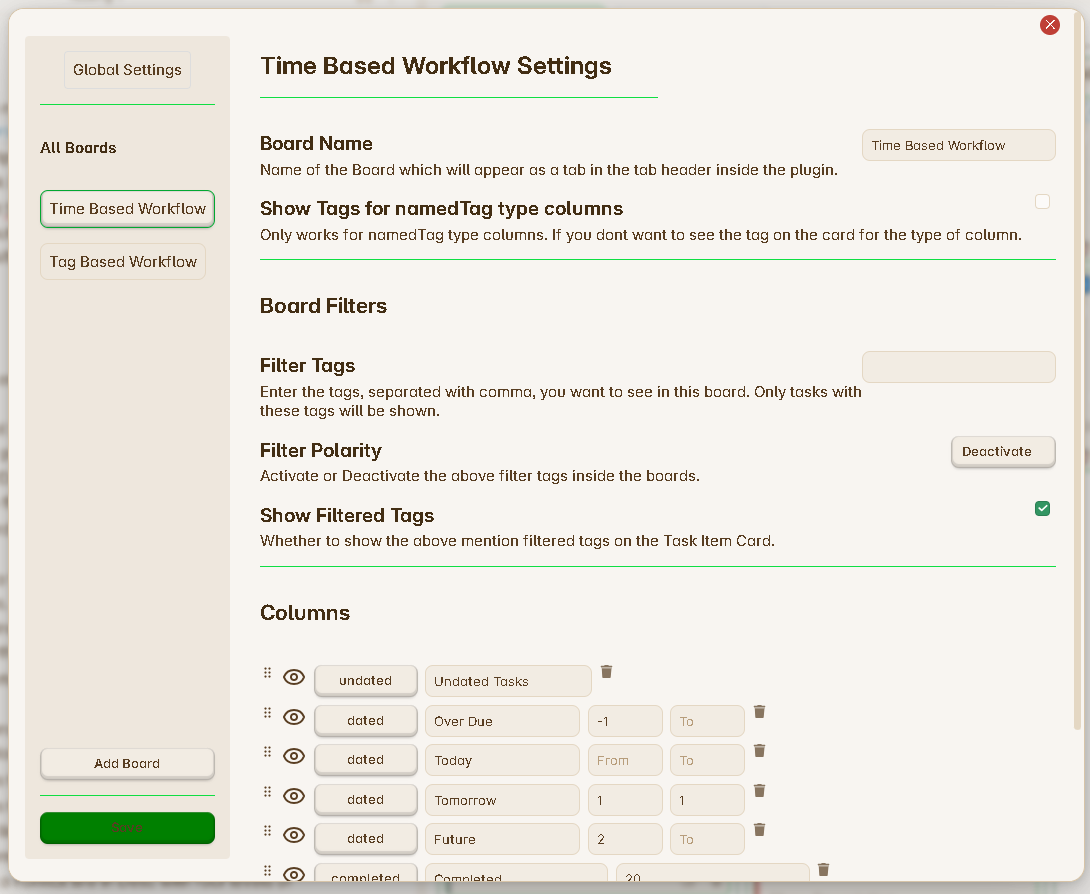 Global Settings
All Boards
Time Based Workflow
Tag Based Workflow
Add Board
Save
Time Based Workflow Settings
Board Name
Time Based Workflow
Name of the Board which will appear as a tab in the tab header inside the plugin.
Show Tags for namedTag type columns
Only works for namedTag type columns. If you dont want to see the tag on the card for the type of column.
Board Filters
Filter Tags
Enter the tags, separated with comma, you want to see in this board. Only tasks with
these tags will be shown.
Filter Polarity
Deactivate
Activate or Deactivate the above filter tags inside the boards.
Show Filtered Tags
Whether to show the above mention filtered tags on the Task Item Card.
Columns
undated Undated Tasks
dated Over Due -1 To
dated Today From To
dated Tomorrow 1 1
dated Future 2 To
completed Completed 20